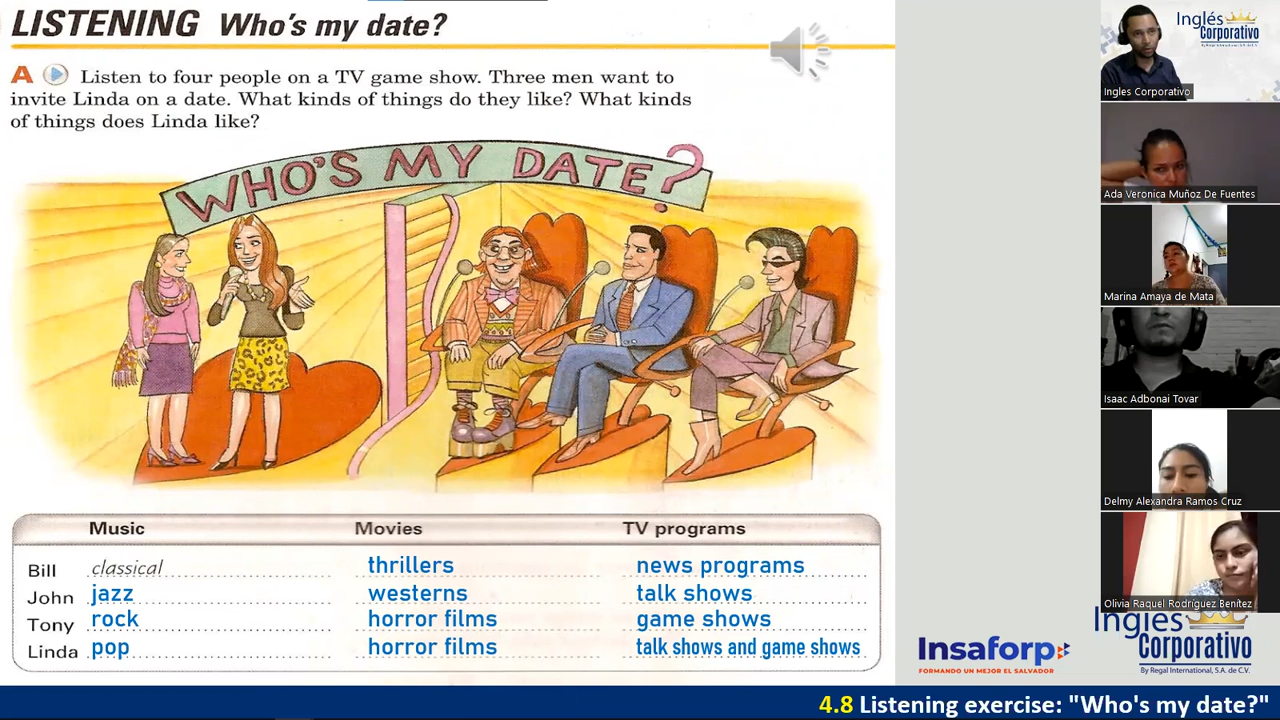 LISTENING Who's my date?
A Listen to four people on a TV game show. Three men want to
invite Linda on a date. What kinds of things do they like? What kinds
of things does Linda like?
WHO'S MY DATE?
Music Movies TV programs
Bill classical thrillers news programs
John jazz westerns talk shows
Tony rock horror films game shows
Linda pop horror films talk shows and game shows
Inglés
Corporativo
By Regal International, S.A. de C.V.
Ingles Corporativo
Ada Veronica Muñoz De Fuentes
Marina Amaya de Mata
Isaac Adbonai Tovar
Delmy Alexandra Ramos Cruz
Olivia Raquel Rodriguez Benitez
Insaforp
FORMANDO UN MEJOR EL SALVADOR
Inglés
Corporativo
By Regal International, S.A. de C.V.
4.8 Listening exercise: "Who's my date?"